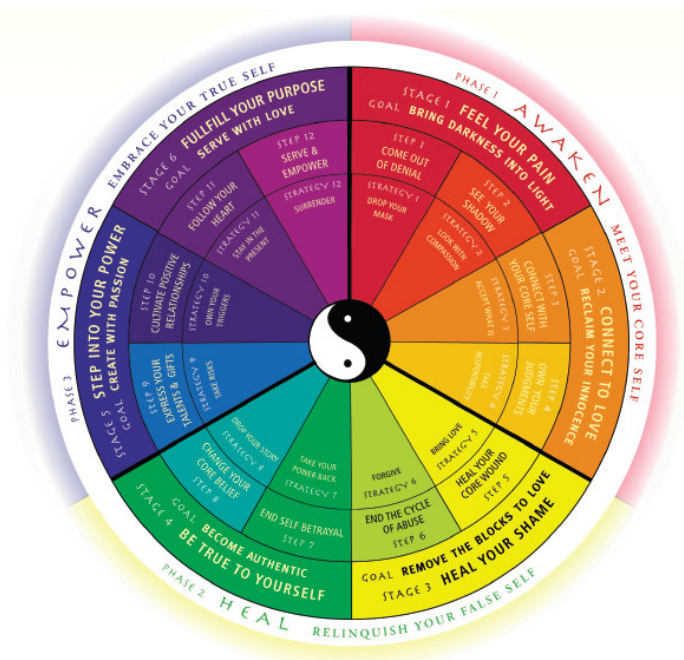 PHASE 1 AWAKEN MEET YOUR CORE SELF
STAGE 1 FEEL YOUR PAIN
GOAL BRING DARKNESS INTO LIGHT
STEP 1
COME OUT
OF DENIAL
STRATEGY 1
DROP YOUR
MASK
STEP 2
SEE YOUR
SHADOW
STRATEGY 2
LOOK WITH
COMPASSION
STAGE 2 CONNECT TO LOVE
GOAL RECLAIM YOUR INNOCENCE
STEP 3
CONNECT WITH
YOUR CORE SELF
STRATEGY 3
ACCEPT WHAT
STEP 4
OWN YOUR
JUDGMENTS
STRATEGY 4
TAKE
RESPONSIBILITY
PHASE 2 HEAL RELINQUISH YOUR FALSE SELF
GOAL REMOVE THE BLOCKS TO LOVE
STAGE 3 HEAL YOUR SHAME
BRING LOVE
STRATEGY 5
HEAL YOUR
CORE WOUND
STEP 5
FORGIVE
STRATEGY 6
END THE CYCLE
OF ABUSE
STEP 6
GOAL BECOME AUTHENTIC
STAGE 4 BE TRUE TO YOURSELF
TAKE YOUR
POWER BACK
STRATEGY 7
END SELF BETRAYAL
STEP 7
DROP YOUR STORY
STRATEGY 8
CHANGE YOUR
CORE BELIEF
STEP 8
PHASE 3 EMPOWER EMBRACE YOUR TRUE SELF
STAGE 5 STEP INTO YOUR POWER
GOAL CREATE WITH PASSION
STEP 9
EXPRESS YOUR
TALENTS & GIFTS
STRATEGY 9
TAKE RISKS
STEP 10
CULTIVATE POSITIVE
RELATIONSHIPS
STRATEGY 10
OWN YOUR
TRIGGERS
STAGE 6 FULLFILL YOUR PURPOSE
GOAL SERVE WITH LOVE
STEP 11
FOLLOW YOUR
HEART
STRATEGY 11
STAY IN THE
PRESENT
STEP 12
SERVE &
EMPOWER
STRATEGY 12
SURRENDER